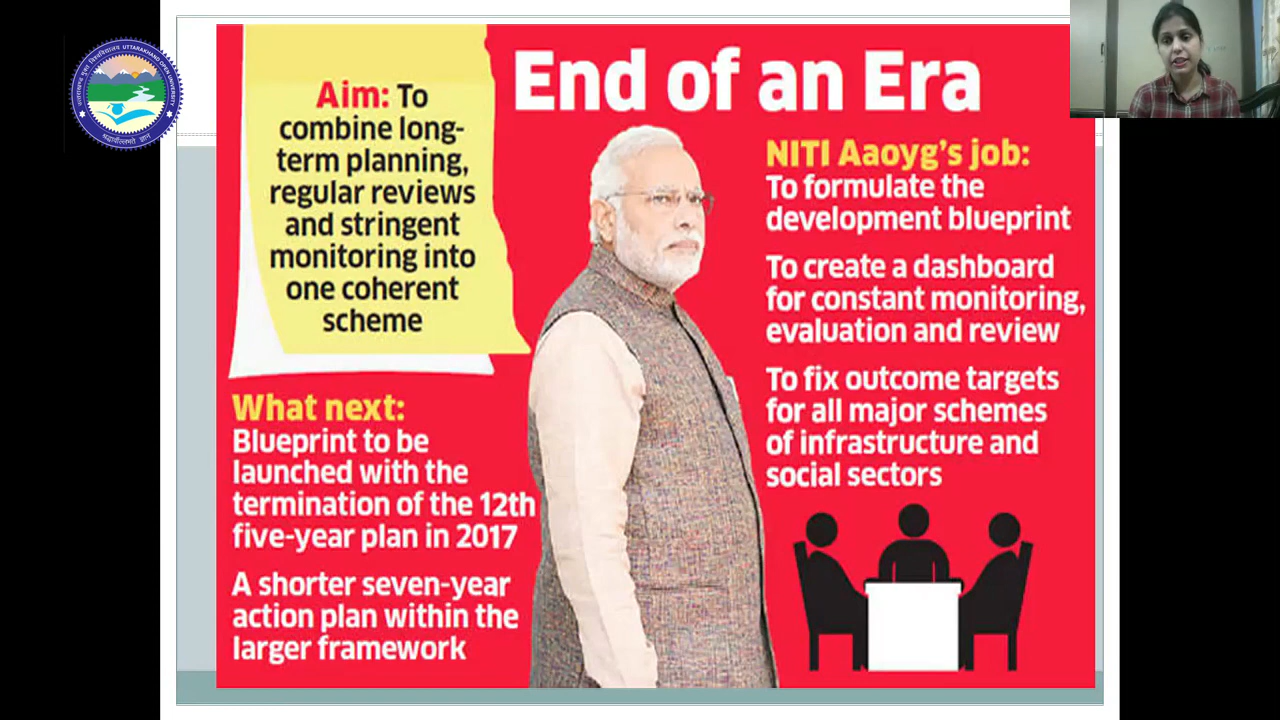 End of an Era
Aim: To
combine long-
term planning,
regular reviews
and stringent
monitoring into
one coherent
scheme
What next:
Blueprint to be
launched with the
termination of the 12th
five-year plan in 2017
A shorter seven-year
action plan within the
larger framework
NITI Aaoyg’s job:
To formulate the
development blueprint
To create a dashboard
for constant monitoring,
evaluation and review
To fix outcome targets
for all major schemes
of infrastructure and
social sectors
UTTARAKHAND OPEN UNIVERSITY